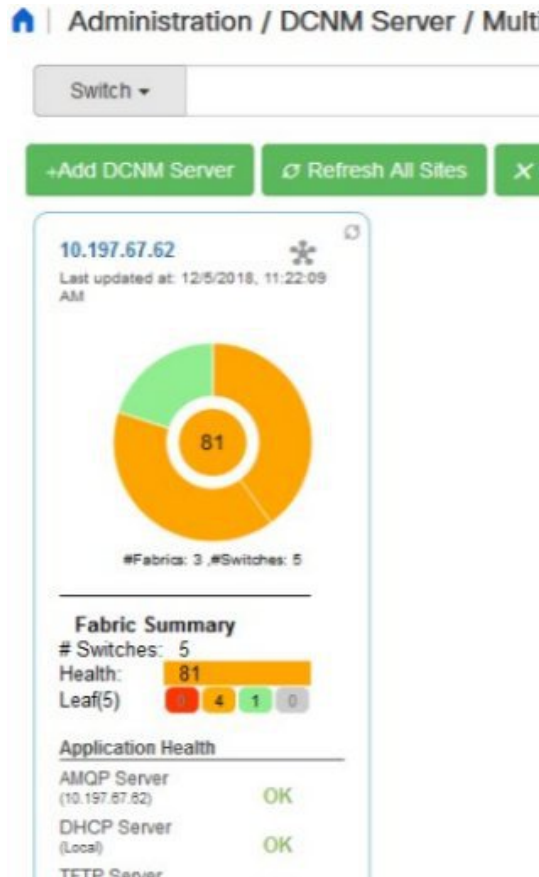 Administration / DCNM Server / Multi
Switch
+Add DCNM Server Refresh All Sites X
10.197.67.62
Last updated at: 12/5/2018, 11:22:09
AM
81
#Fabrics: 3 ,#Switches: 5
Fabric Summary
# Switches: 5
Health: 81
Leaf(5) 4 1 0
Application Health
AMQP Server
(10.197.67.62) OK
DHCP Server
(Local) OK
TFTP Server